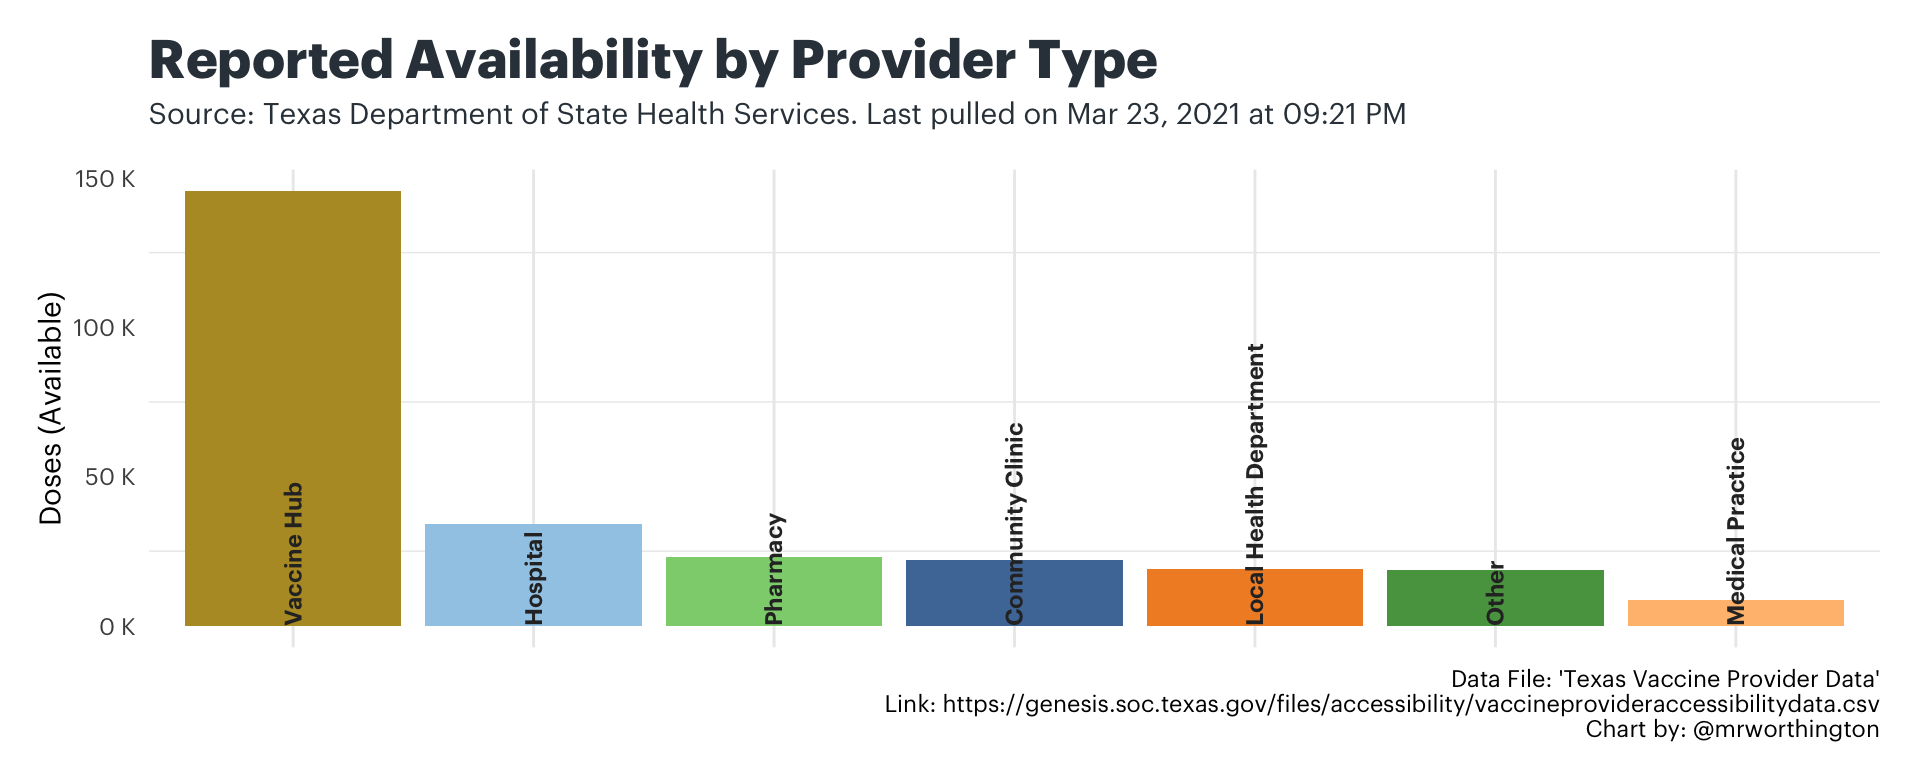 Reported Availability by Provider Type
Source: Texas Department of State Health Services. Last pulled on Mar 23, 2021 at 09:21 PM
Doses (Available)
150 K
100 K
50 K
0 K
Vaccine Hub
Hospital
Pharmacy
Community Clinic
Local Health Department
Other
Medical Practice
Data File: 'Texas Vaccine Provider Data'
Link: https://genesis.soc.texas.gov/files/accessibility/vaccineprovideraccessibilitydata.csv
Chart by: @mrworthington